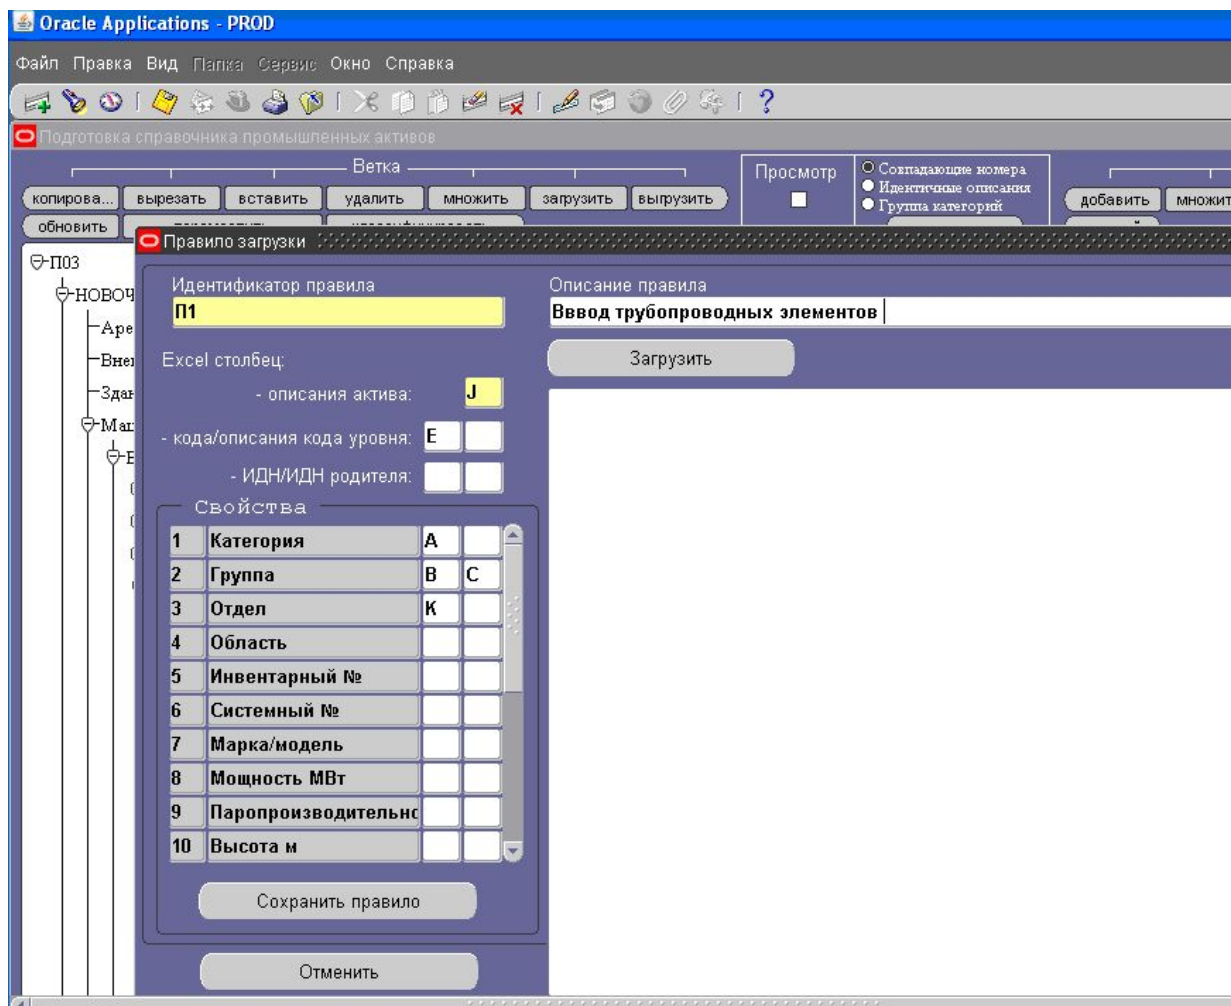 Oracle Applications - PROD
Файл Правка Вид Папка Сервис Окно Справка
Подготовка справочника промышленных активов
Ветка
Просмотр
Совпадающие номера
Идентичные описания
Группа категорий
копирова... вырезать вставить удалить множить загрузить выгрузить
добавить множит
обновить
Правило загрузки
П03
НОВОЧ
Аре
Внеш
Здан
Маш
Идентификатор правила
Описание правила
П1
Вввод трубопроводных элементов
Excel столбец:
Загрузить
- описания актива: J
- кода/описания кода уровня: E
- ИДН/ИДН родителя:
Свойства
1 Категория A
2 Группа B C
3 Отдел K
4 Область
5 Инвентарный №
6 Системный №
7 Марка/модель
8 Мощность МВт
9 Паропроизводительнс
10 Высота м
Сохранить правило
Отменить